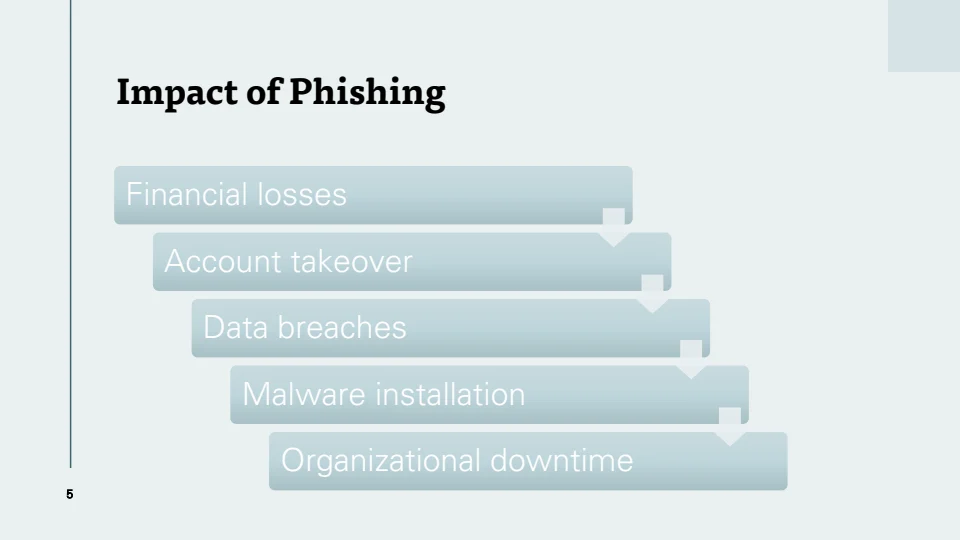 Impact of Phishing
Financial losses
Account takeover
Data breaches
Malware installation
Organizational downtime
5